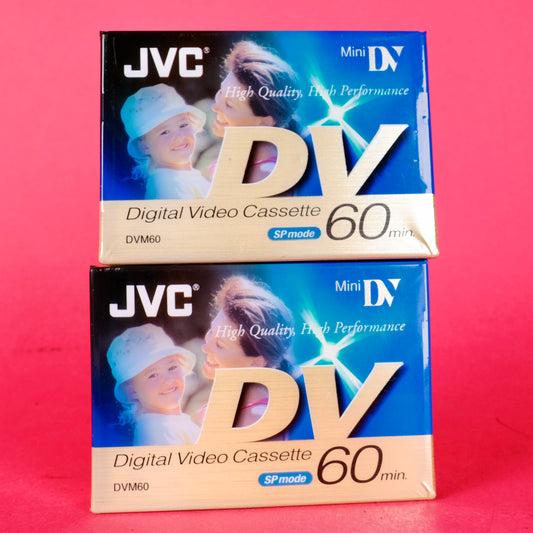 JVC®
Mini DV
High Quality, High Performance
DV
Digital Video Cassette
DVM60
SP mode
60 min.
JVC®
Mini DV
High Quality, High Performance
DV
Digital Video Cassette
DVM60
SP mode
60 min.